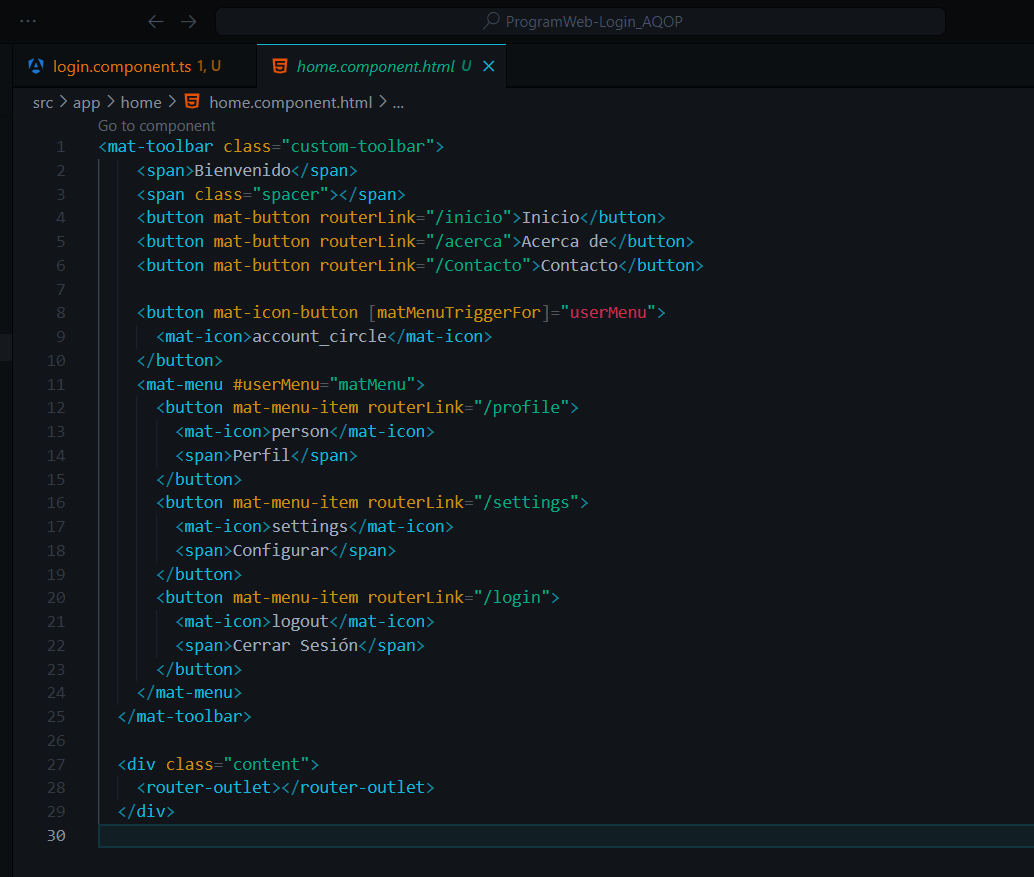 ProgramWeb-Login_AQOP
login.component.ts 1, U
home.component.html U
src > app > home > home.component.html > ...
Go to component
1 <mat-toolbar class="custom-toolbar">
2 <span>Bienvenido</span>
3 <span class="spacer"></span>
4 <button mat-button routerLink="/inicio">Inicio</button>
5 <button mat-button routerLink="/acerca">Acerca de</button>
6 <button mat-button routerLink="/Contacto">Contacto</button>
7
8 <button mat-icon-button [matMenuTriggerFor]="userMenu">
9 <mat-icon>account_circle</mat-icon>
10 </button>
11 <mat-menu #userMenu="matMenu">
12 <button mat-menu-item routerLink="/profile">
13 <mat-icon>person</mat-icon>
14 <span>Perfil</span>
15 </button>
16 <button mat-menu-item routerLink="/settings">
17 <mat-icon>settings</mat-icon>
18 <span>Configurar</span>
19 </button>
20 <button mat-menu-item routerLink="/login">
21 <mat-icon>logout</mat-icon>
22 <span>Cerrar Sesión</span>
23 </button>
24 </mat-menu>
25 </mat-toolbar>
26
27 <div class="content">
28 <router-outlet></router-outlet>
29 </div>
30